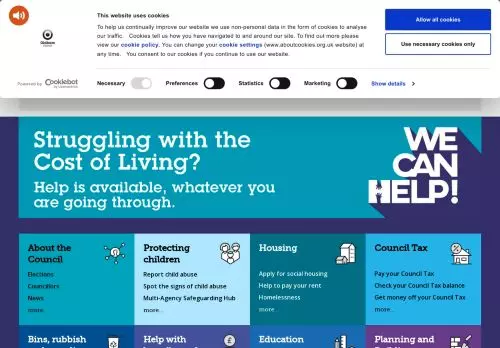 This website uses cookies
To help us continually improve our website we use non-personal data in the form of cookies to analyse
our traffic. Cookies tell us how you have navigated to and around our site. To find out more please
view our cookie policy. You can change your cookie settings (www.aboutcookies.org.uk website) at
any time. You consent to our cookies if you continue to use our website.
Allow all cookies
Use necessary cookies only
Powered by Cookiebot
Necessary
Preferences
Statistics
Marketing
Show details
Struggling with the
Cost of Living?
Help is available, whatever you
are going through.
WE
CAN
HELP!
About the
Council
Elections
Councillors
News
more...
Protecting
children
Report child abuse
Spot the signs of child abuse
Multi-Agency Safeguarding Hub
more...
Housing
Apply for social housing
Help to pay your rent
Homelessness
more...
Council Tax
Pay your Council Tax
Check your Council Tax balance
Get money off your Council Tax
more...
Bins, rubbish
Help with
Education
Planning and